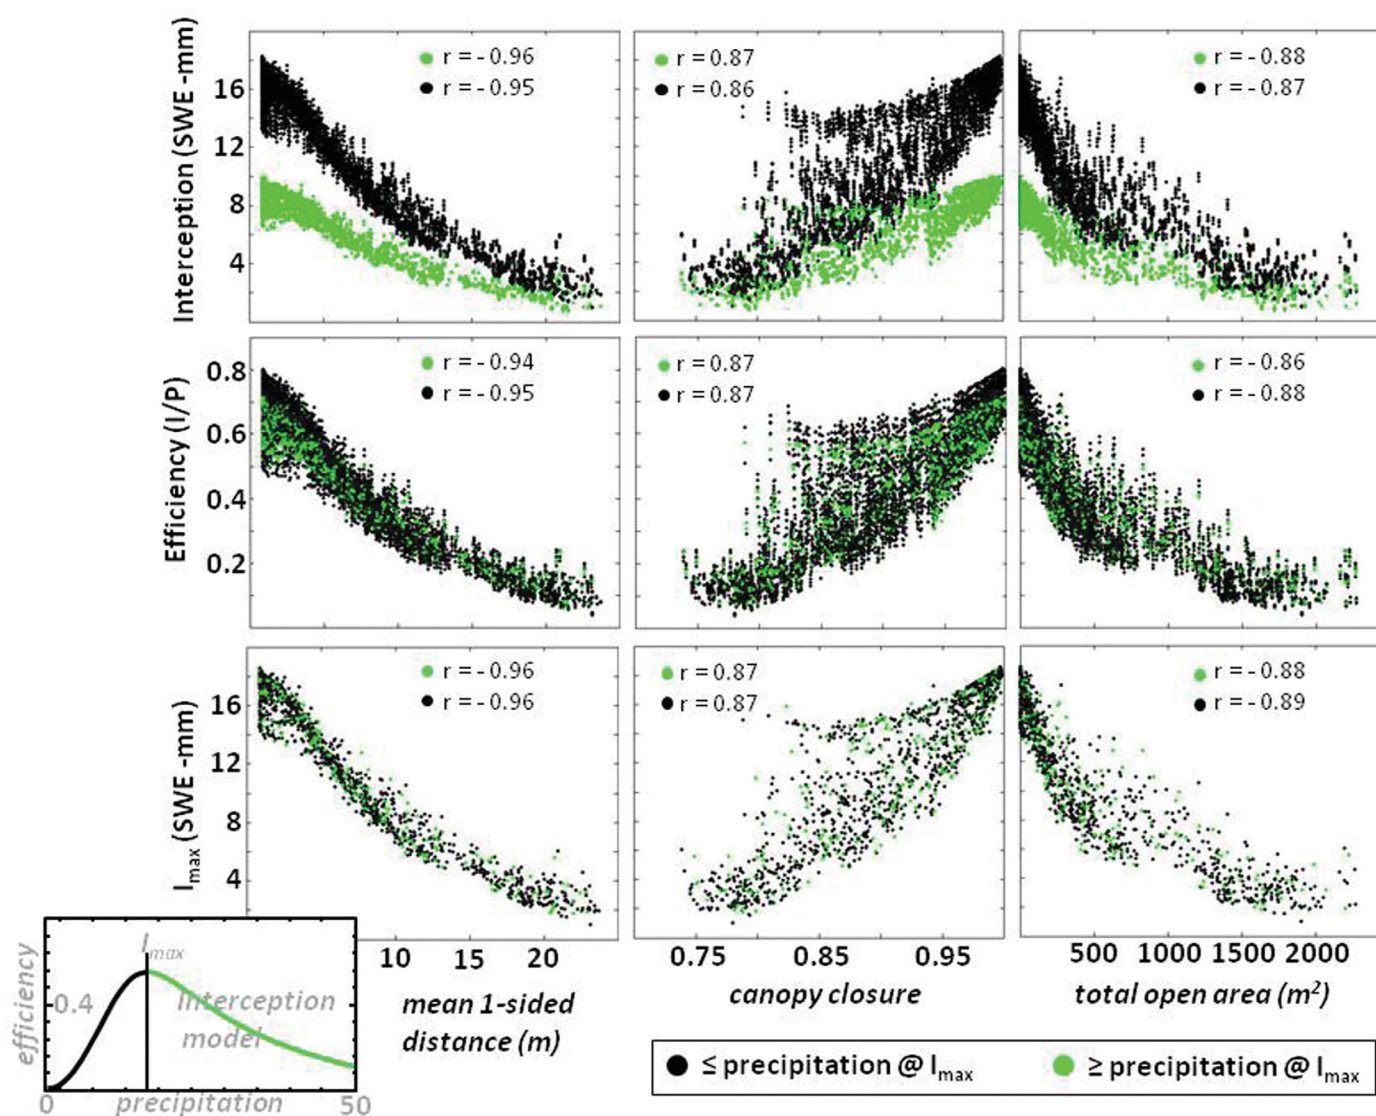 Interception (SWE -mm)
16
12
8
4
r = - 0.96
r = - 0.95
r = 0.87
r = 0.86
r = - 0.88
r = - 0.87
Efficiency (I/P)
0.8
0.6
0.4
0.2
r = - 0.94
r = - 0.95
r = 0.87
r = 0.87
r = - 0.86
r = - 0.88
Imax (SWE -mm)
16
12
8
4
r = - 0.96
r = - 0.96
r = 0.87
r = 0.87
r = - 0.88
r = - 0.89
10 15 20
0.75 0.85 0.95
500 1000 1500 2000
mean 1-sided
distance (m)
canopy closure
total open area (m²)
efficiency
Imax
0.4
Interception
model
0 50
precipitation
≤ precipitation @ Imax
≥ precipitation @ Imax